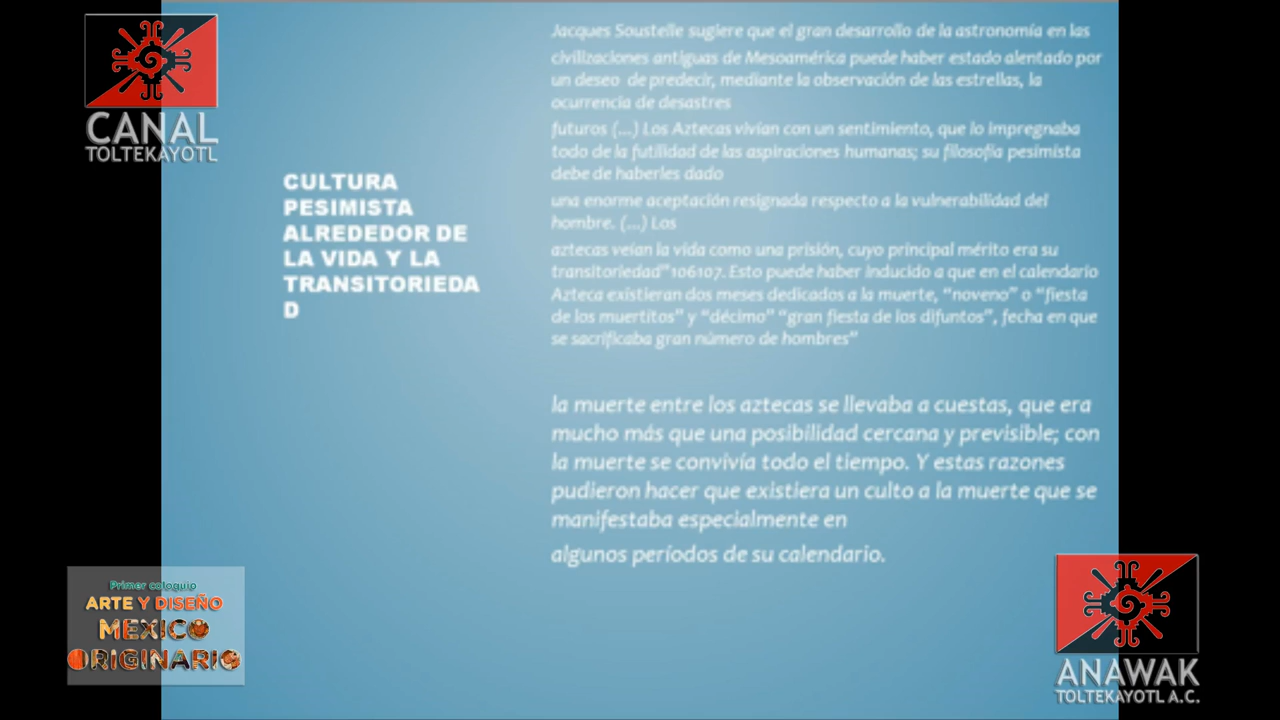 CANAL
TOLTEKAYOTL
CULTURA
PESIMISTA
ALREDEDOR DE
LA VIDA Y LA
TRANSITORIEDA
D
Jacques Soustelle sugiere que el gran desarrollo de la astronomía en las
civilizaciones antiguas de Mesoamérica puede haber estado alentado por
un deseo de predecir, mediante la observación de las estrellas, la
ocurrencia de desastres
futuros (...) Los Aztecas vivían con un sentimiento, que lo impregnaba
todo de la futilidad de las aspiraciones humanas; su filosofía pesimista
debe de haberles dado
una enorme aceptación resignada respecto a la vulnerabilidad del
hombre. (...) Los
aztecas veían la vida como una prisión, cuyo principal mérito era su
transitoriedad"106107. Esto puede haber inducido a que en el calendario
Azteca existieran dos meses dedicados a la muerte, "noveno" o "fiesta
de los muertitos" y "décimo" "gran fiesta de los difuntos", fecha en que
se sacrificaba gran número de hombres"
la muerte entre los aztecas se llevaba a cuestas, que era
mucho más que una posibilidad cercana y previsible; con
la muerte se convivía todo el tiempo. Y estas razones
pudieron hacer que existiera un culto a la muerte que se
manifestaba especialmente en
algunos períodos de su calendario.
Primer coloquio
ARTE Y DISEÑO
MEXICO
ORIGINARIO
ANAWAK
TOLTEKAYOTL A.C.